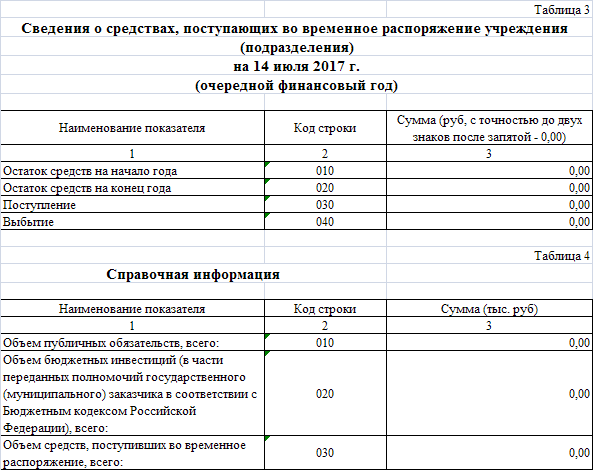 Таблица 3
Сведения о средствах, поступающих во временное распоряжение учреждения
(подразделения)
на 14 июля 2017 г.
(очередной финансовый год)
Наименование показателя Код строки Сумма (руб, с точностью до двух
знаков после запятой - 0,00)
1 2 3
Остаток средств на начало года 010 0,00
Остаток средств на конец года 020 0,00
Поступление 030 0,00
Выбытие 040 0,00
Таблица 4
Справочная информация
Наименование показателя Код строки Сумма (тыс. руб)
1 2 3
Объем публичных обязательств, всего: 010 0,00
Объем бюджетных инвестиций (в части
переданных полномочий государственного
(муниципального) заказчика в соответствии с
Бюджетным кодексом Российской
Федерации), всего: 020 0,00
Объем средств, поступивших во временное
распоряжение, всего: 030 0,00